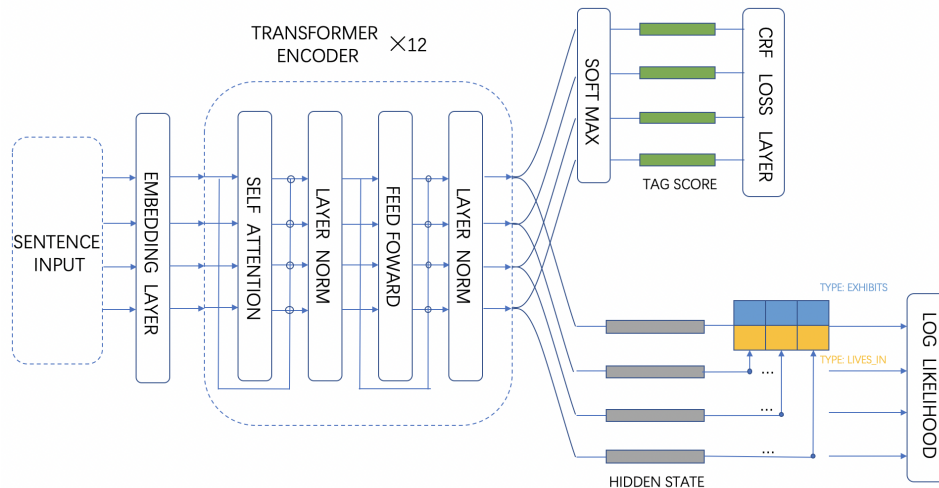 TRANSFORMER
ENCODER
×12
SENTENCE
INPUT
EMBEDDING LAYER
SELF ATTENTION
LAYER NORM
FEED FOWARD
LAYER NORM
SOFT MAX
TAG SCORE
CRF LOSS LAYER
TYPE: EXHIBITS
TYPE: LIVES_IN
...
...
...
HIDDEN STATE
LOG LIKELIHOOD